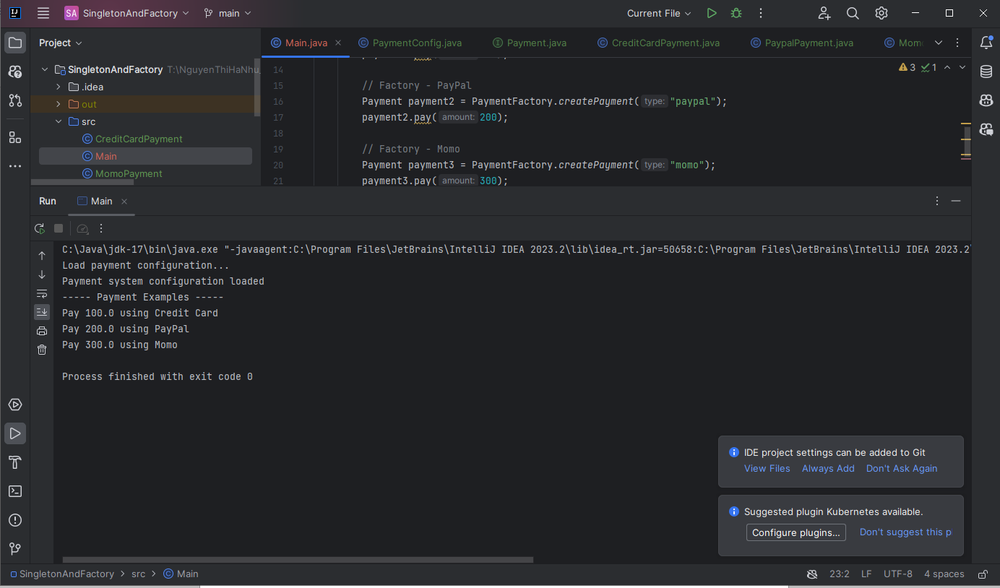 SA SingletonAndFactory main Current File
Project
Main.java PaymentConfig.java Payment.java CreditCardPayment.java PaypalPayment.java Mom
SingletonAndFactory T:\NguyenThiHaNhu_
.idea
out
src
CreditCardPayment
Main
MomoPayment
3 1
14
15 // Factory - PayPal
16 Payment payment2 = PaymentFactory.createPayment( type: "paypal");
17 payment2.pay( amount: 200);
18
19 // Factory - Momo
20 Payment payment3 = PaymentFactory.createPayment( type: "momo");
21 payment3.pay( amount: 300);
Run Main
C:\Java\jdk-17\bin\java.exe "-javaagent:C:\Program Files\JetBrains\IntelliJ IDEA 2023.2\lib\idea_rt.jar=50658:C:\Program Files\JetBrains\IntelliJ IDEA 2023.2\
Load payment configuration...
Payment system configuration loaded
----- Payment Examples -----
Pay 100.0 using Credit Card
Pay 200.0 using PayPal
Pay 300.0 using Momo
Process finished with exit code 0
IDE project settings can be added to Git
View Files Always Add Don't Ask Again
Suggested plugin Kubernetes available.
Configure plugins... Don't suggest this p
SingletonAndFactory > src > Main 23:2 LF UTF-8 4 spaces